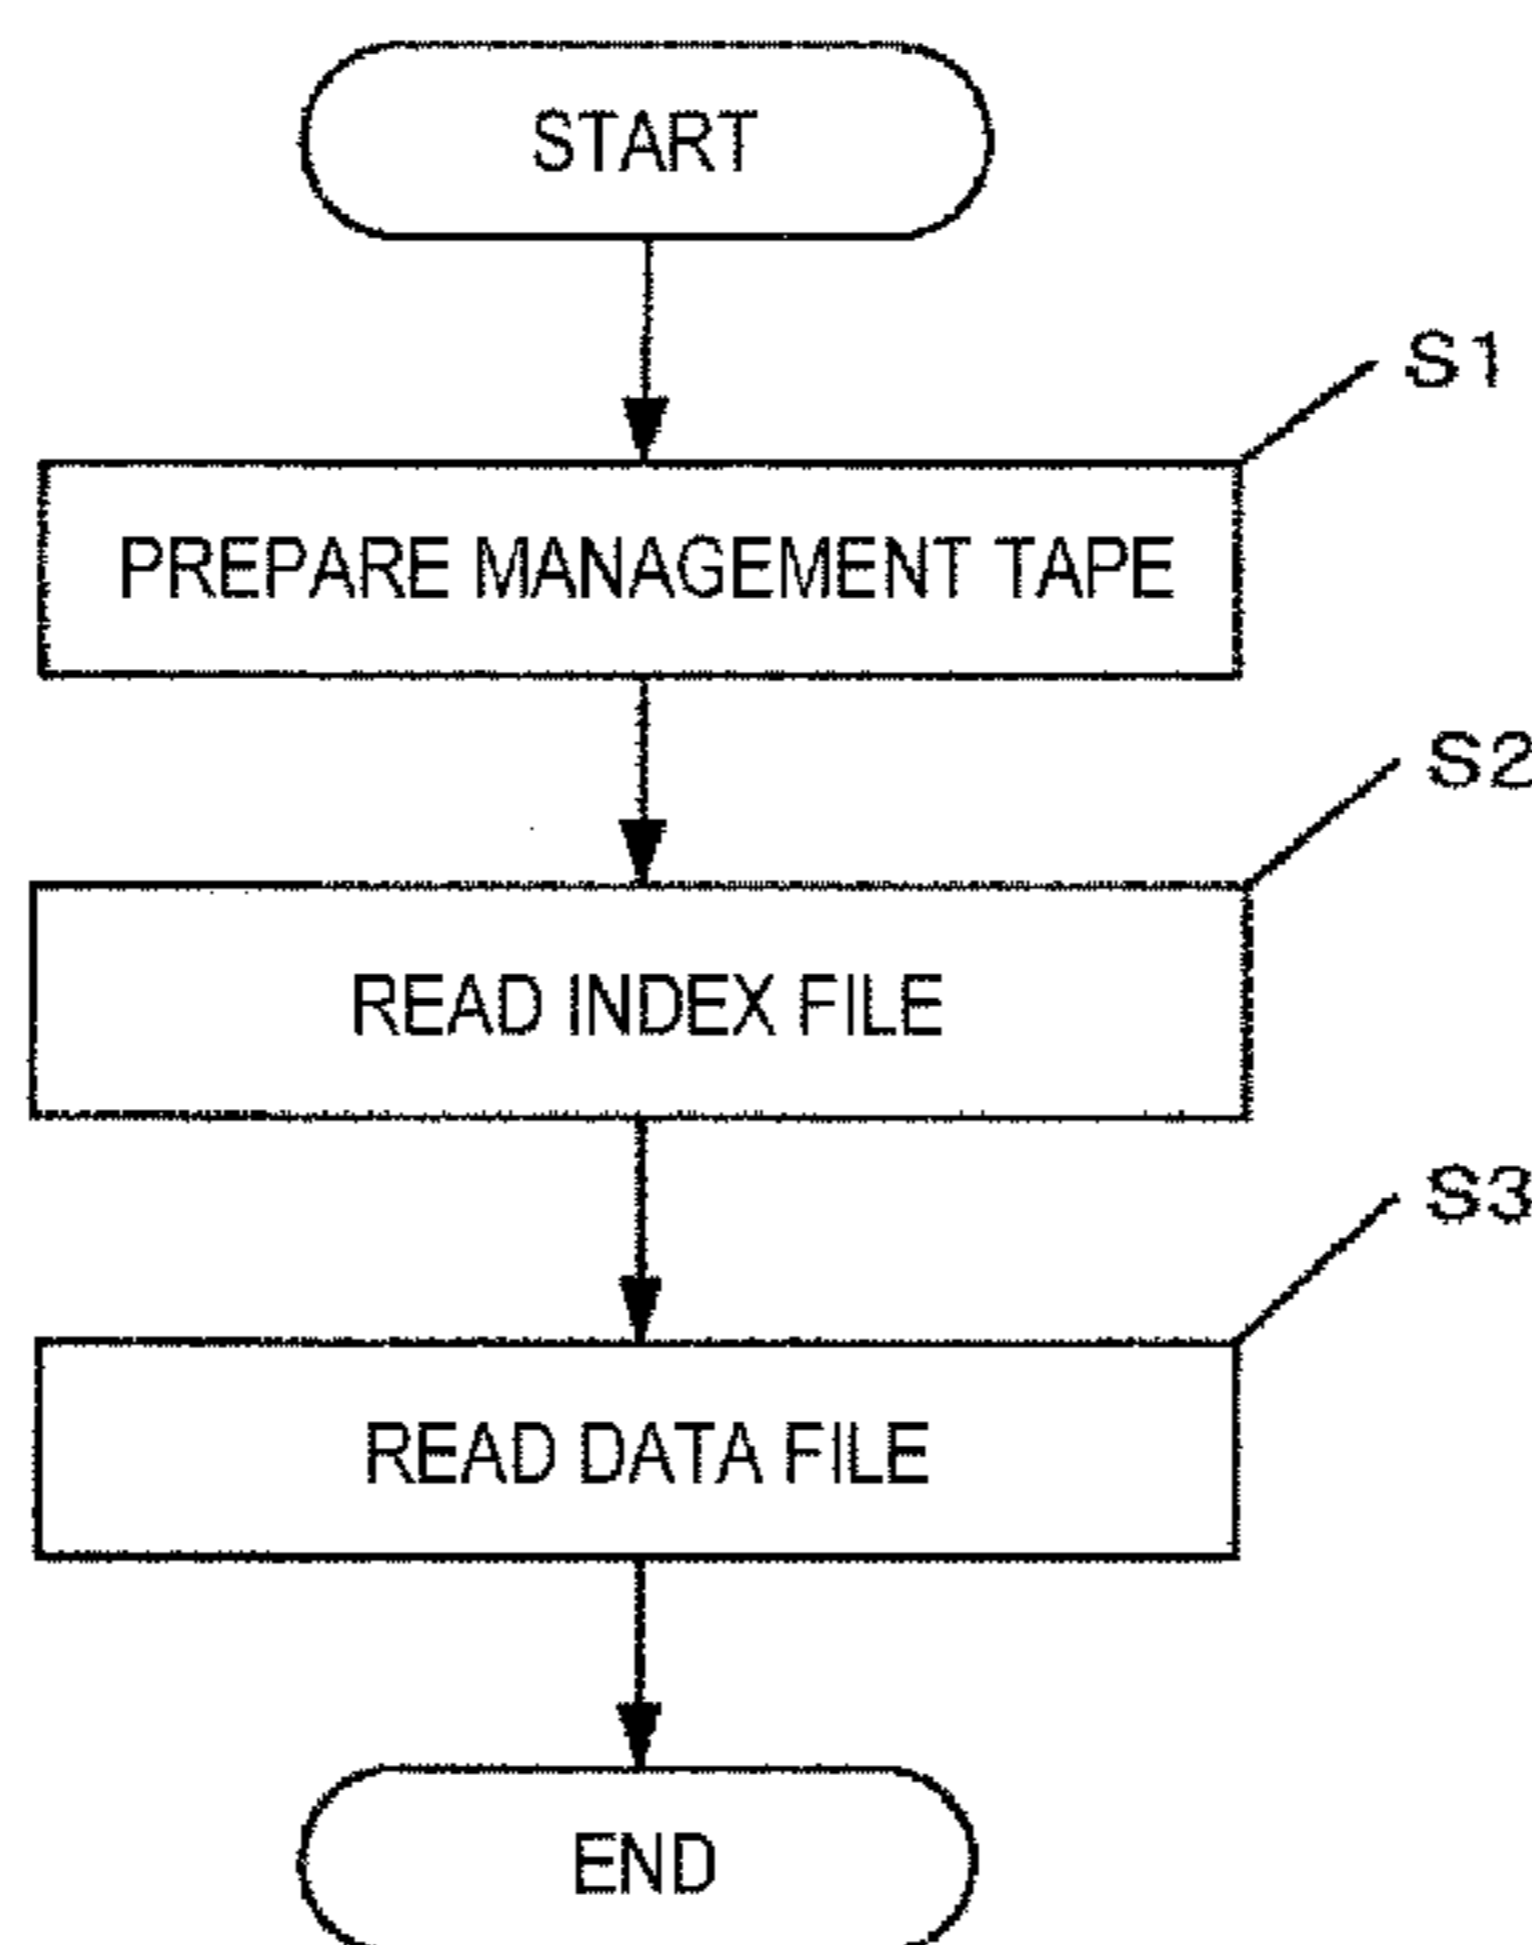 START
S1
PREPARE MANAGEMENT TAPE
S2
READ INDEX FILE
S3
READ DATA FILE
END